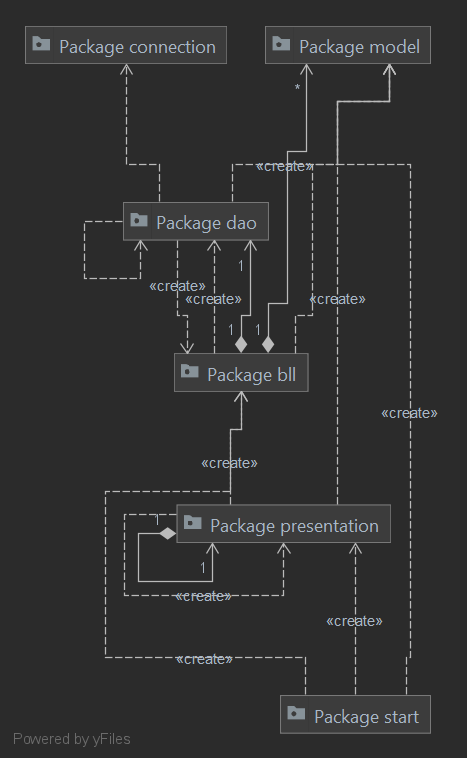 Package connection
Package model
*
«create»
Package dao
1
«create»
«create»
«create»
1
1
Package bll
«create»
«create»
1
Package presentation
1
«create»
«create»
«create»
Package start
Powered by yFiles